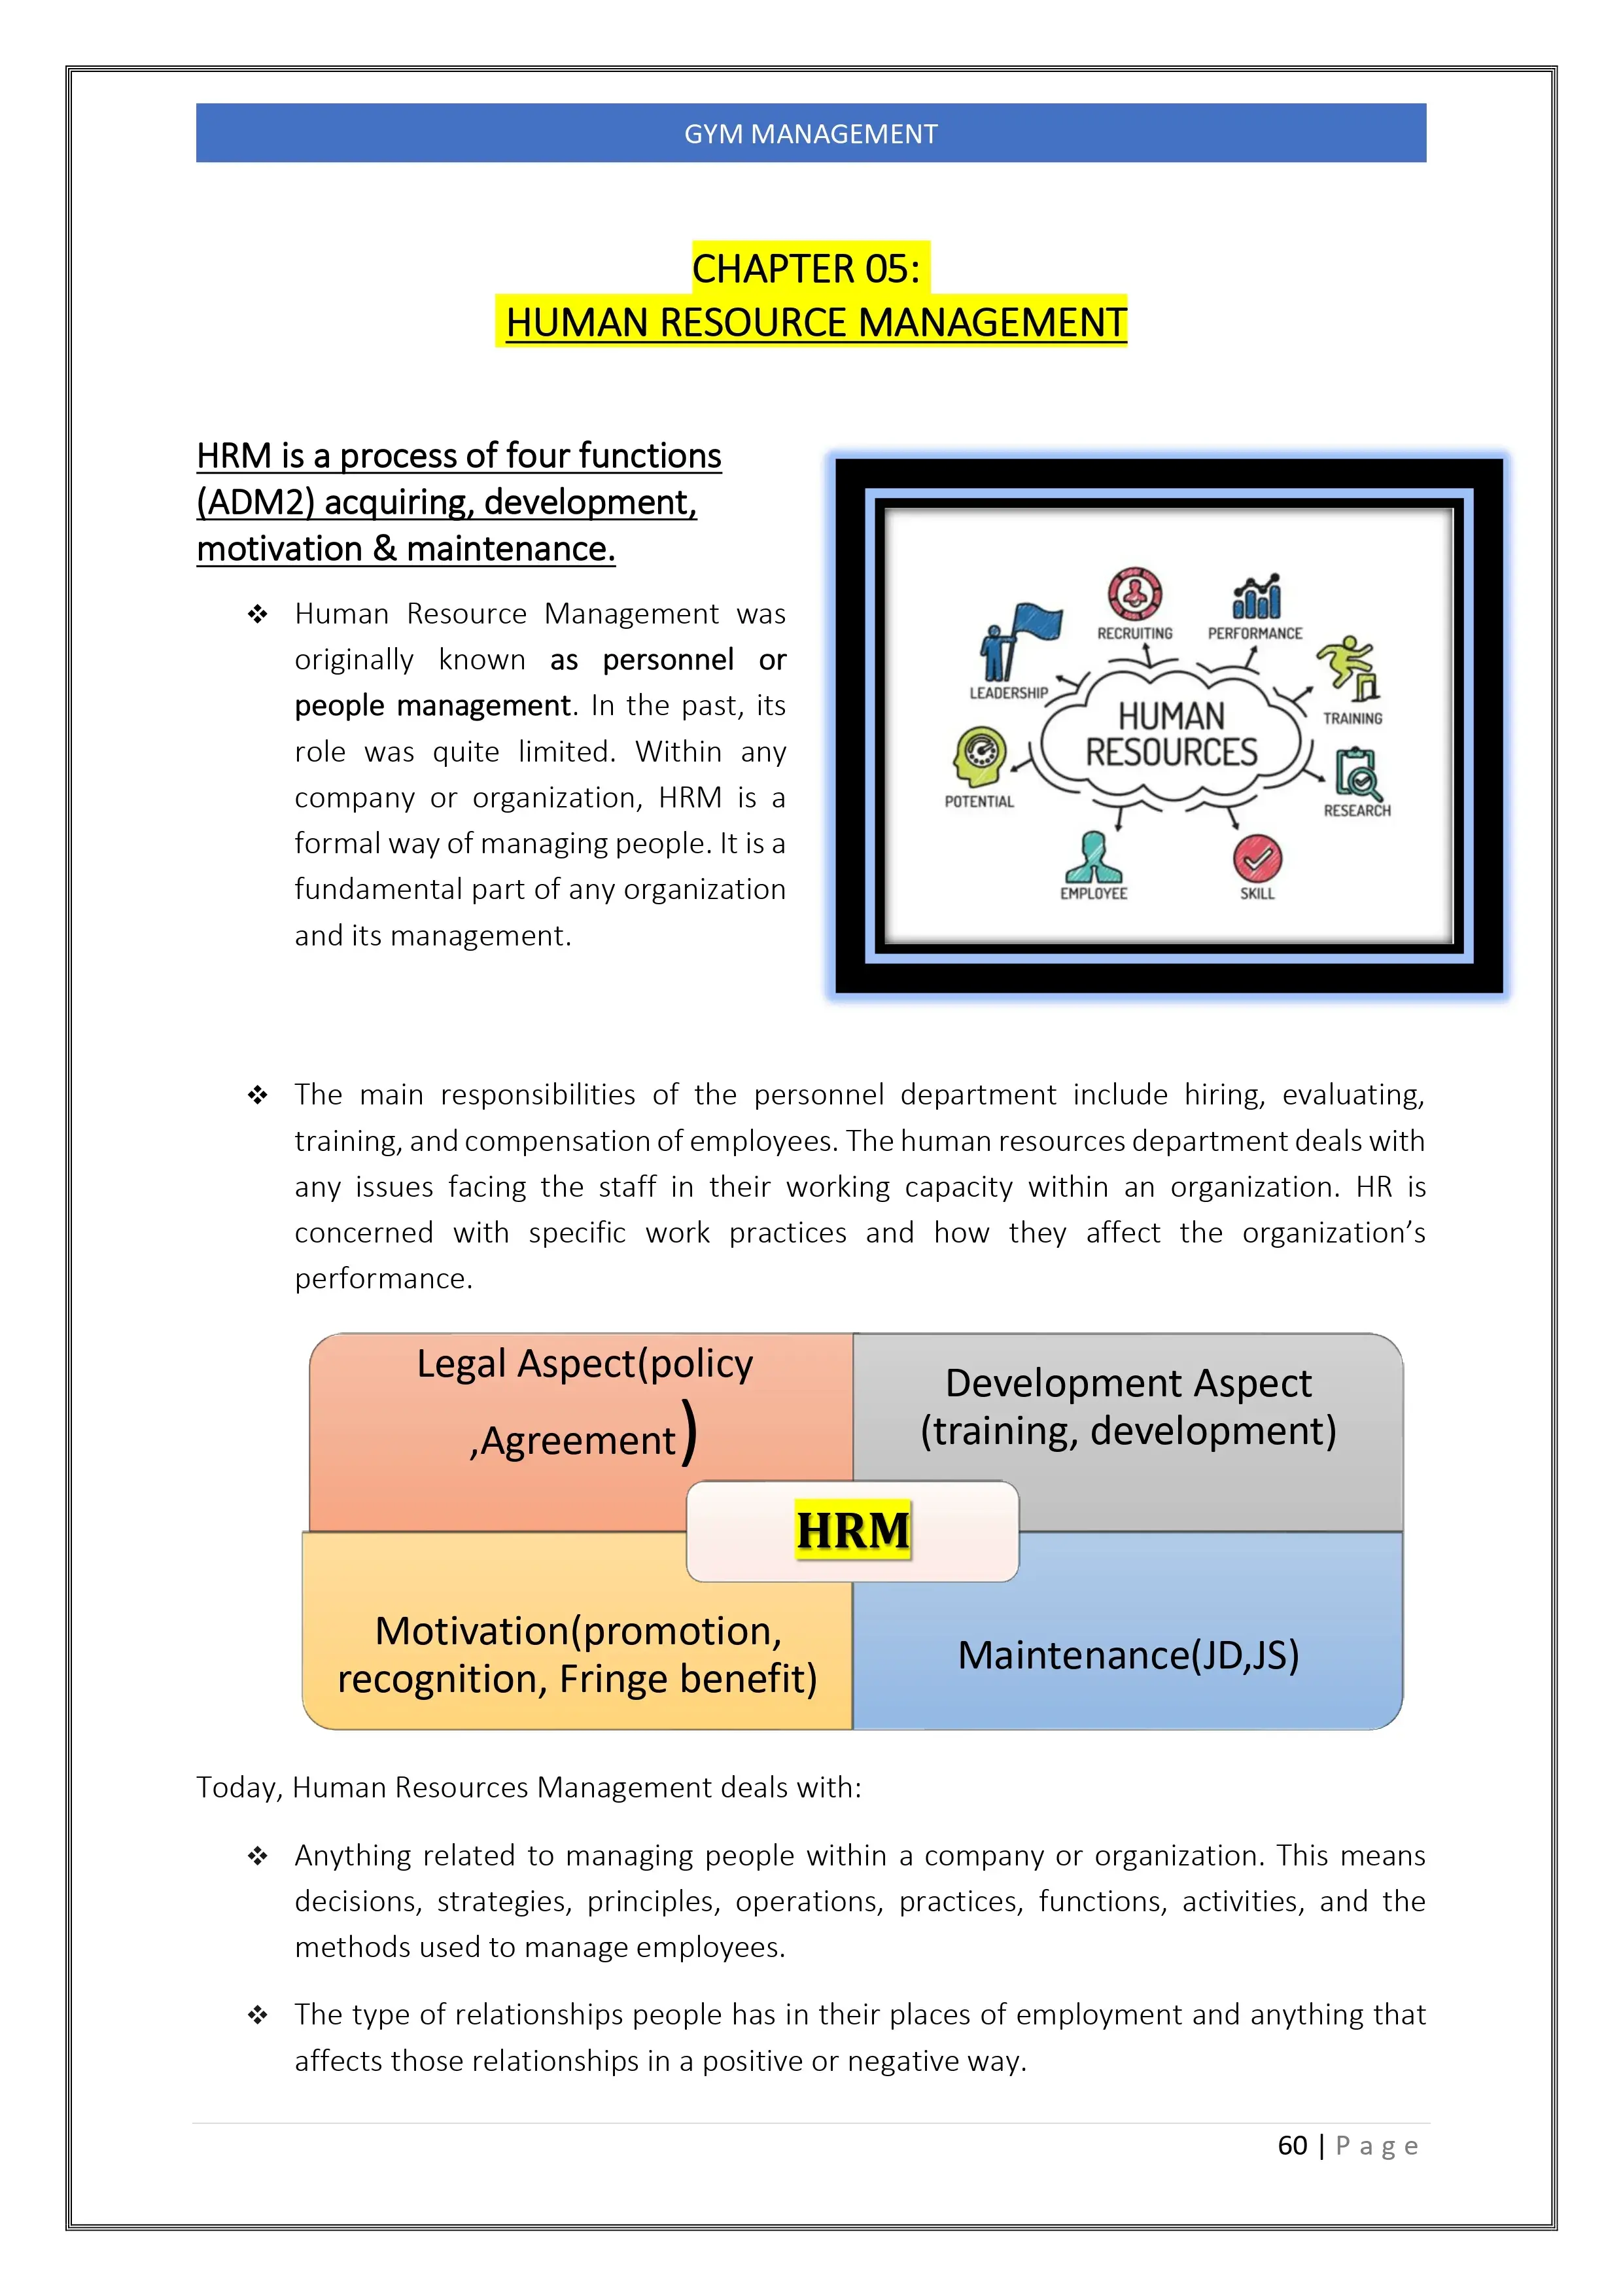 GYM MANAGEMENT
CHAPTER 05:
HUMAN RESOURCE MANAGEMENT
HRM is a process of four functions
(ADM2) acquiring, development,
motivation & maintenance.
❖ Human Resource Management was
originally known as personnel or
people management. In the past, its
role was quite limited. Within any
company or organization, HRM is a
formal way of managing people. It is a
fundamental part of any organization
and its management.
RECRUITING
PERFORMANCE
LEADERSHIP
TRAINING
HUMAN
RESOURCES
POTENTIAL
RESEARCH
EMPLOYEE
SKILL
❖ The main responsibilities of the personnel department include hiring, evaluating,
training, and compensation of employees. The human resources department deals with
any issues facing the staff in their working capacity within an organization. HR is
concerned with specific work practices and how they affect the organization’s
performance.
Legal Aspect(policy
,Agreement)
Development Aspect
(training, development)
HRM
Motivation(promotion,
recognition, Fringe benefit)
Maintenance(JD,JS)
Today, Human Resources Management deals with:
❖ Anything related to managing people within a company or organization. This means
decisions, strategies, principles, operations, practices, functions, activities, and the
methods used to manage employees.
❖ The type of relationships people has in their places of employment and anything that
affects those relationships in a positive or negative way.
60 | P a g e